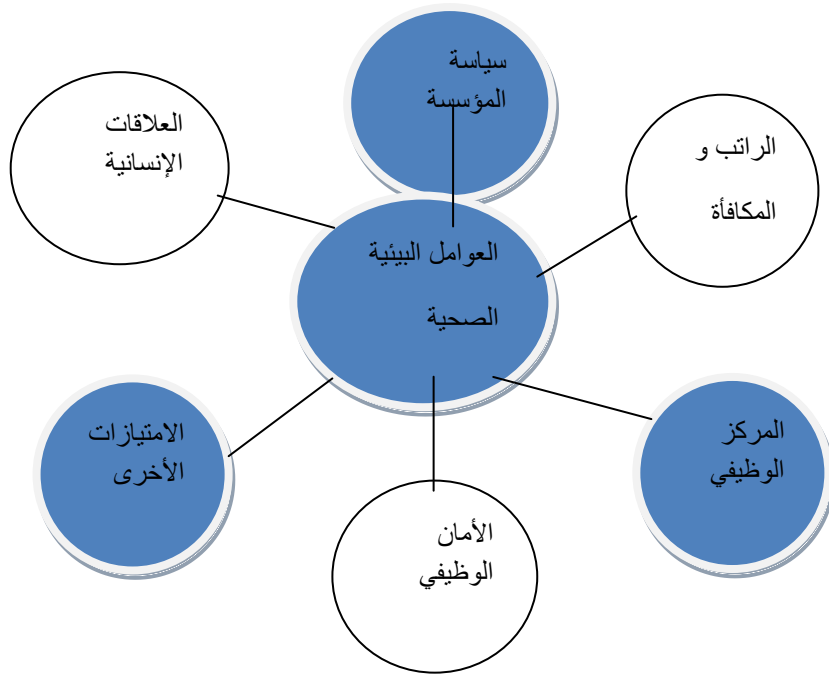 سياسة
المؤسسة
الراتب و
المكافأة
العلاقات
الإنسانية
العوامل البيئية
الصحية
المركز
الوظيفي
الامتيازات
الأخرى
الأمان
الوظيفي